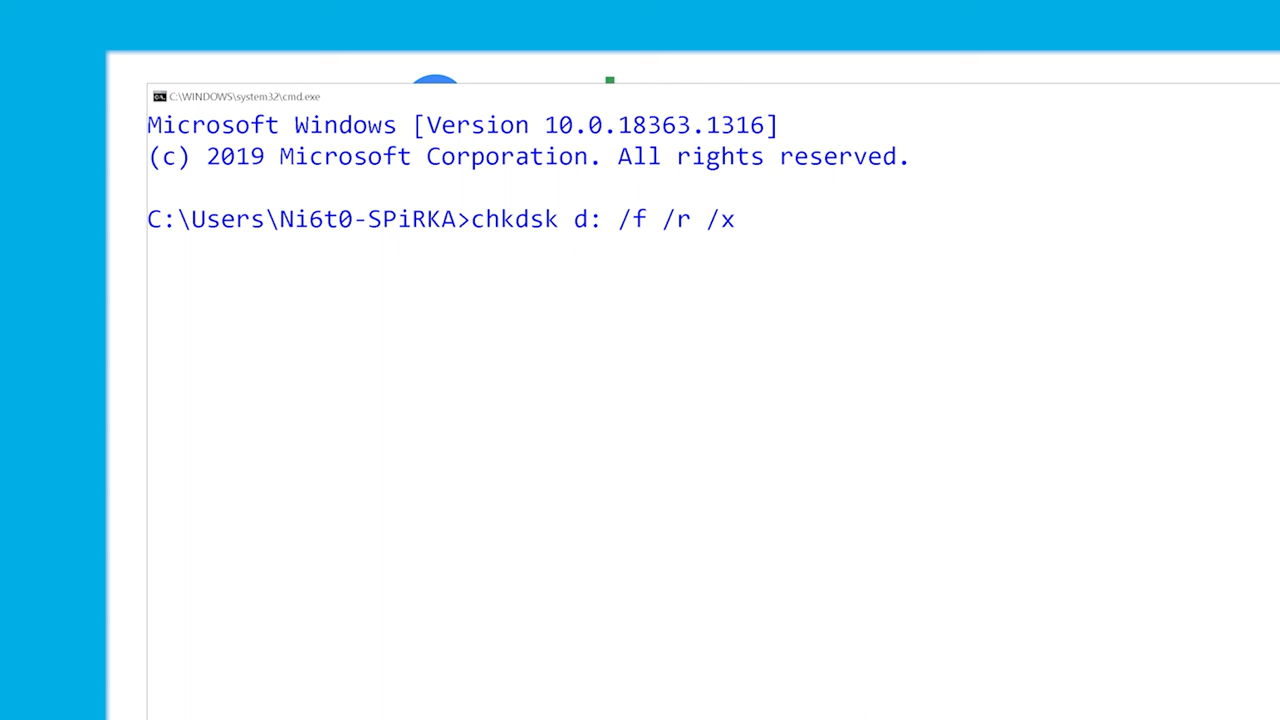 C:\WINDOWS\system32\cmd.exe
Microsoft Windows [Version 10.0.18363.1316]
(c) 2019 Microsoft Corporation. All rights reserved.
C:\Users\Ni6t0-SPiRKA>chkdsk d: /f /r /x